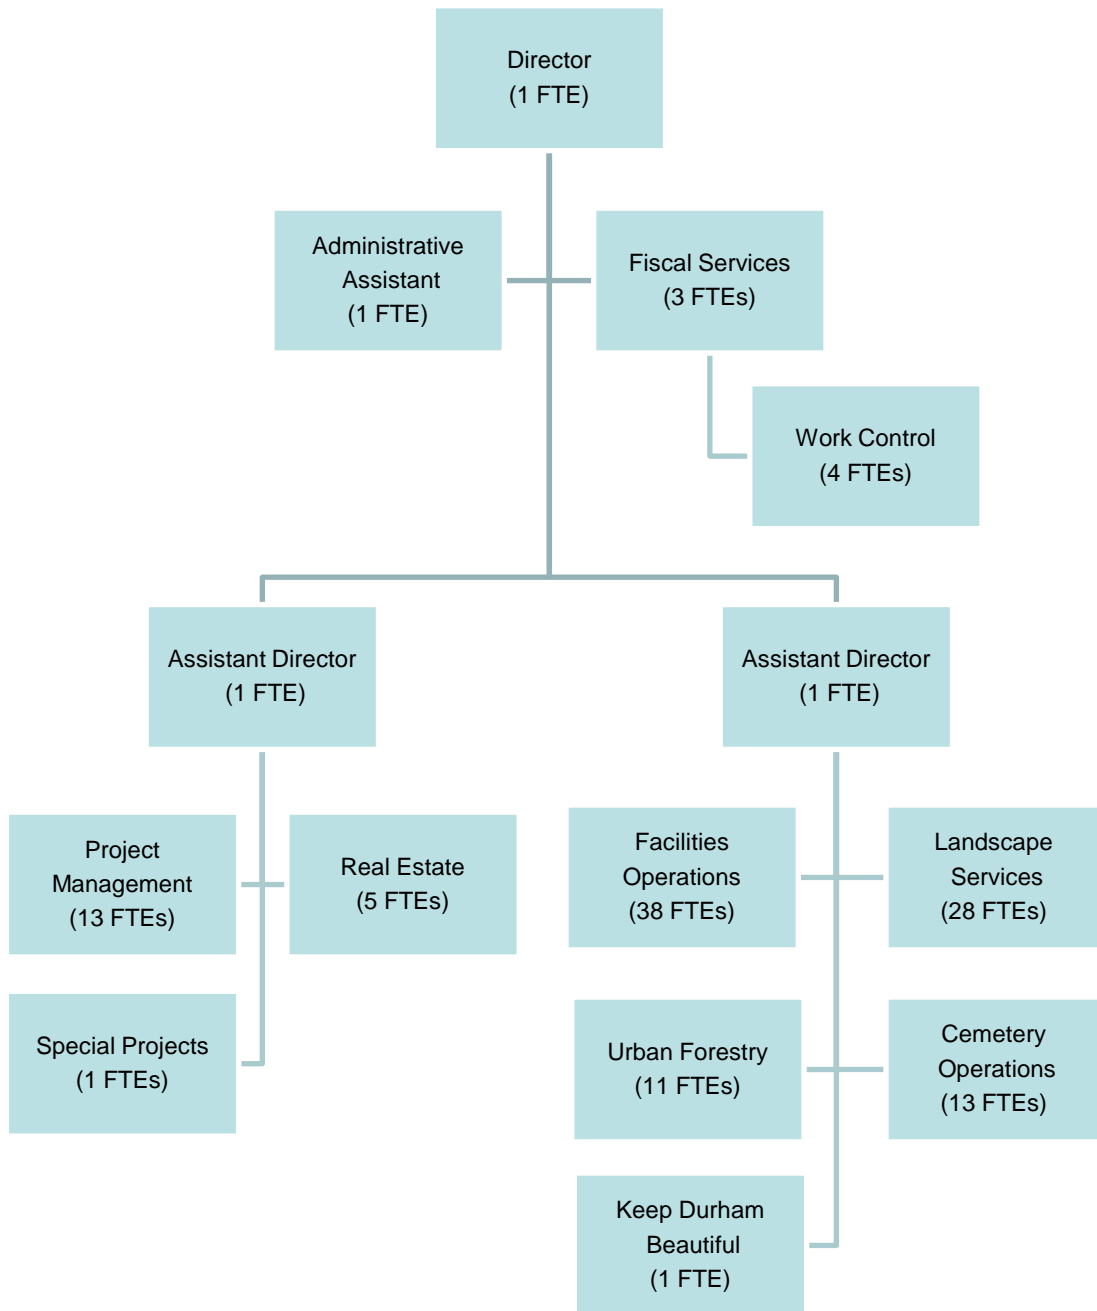 Director
(1 FTE)
Administrative
Assistant
(1 FTE)
Fiscal Services
(3 FTEs)
Work Control
(4 FTEs)
Assistant Director
(1 FTE)
Assistant Director
(1 FTE)
Project
Management
(13 FTEs)
Real Estate
(5 FTEs)
Facilities
Operations
(38 FTEs)
Landscape
Services
(28 FTEs)
Special Projects
(1 FTEs)
Urban Forestry
(11 FTEs)
Cemetery
Operations
(13 FTEs)
Keep Durham
Beautiful
(1 FTE)